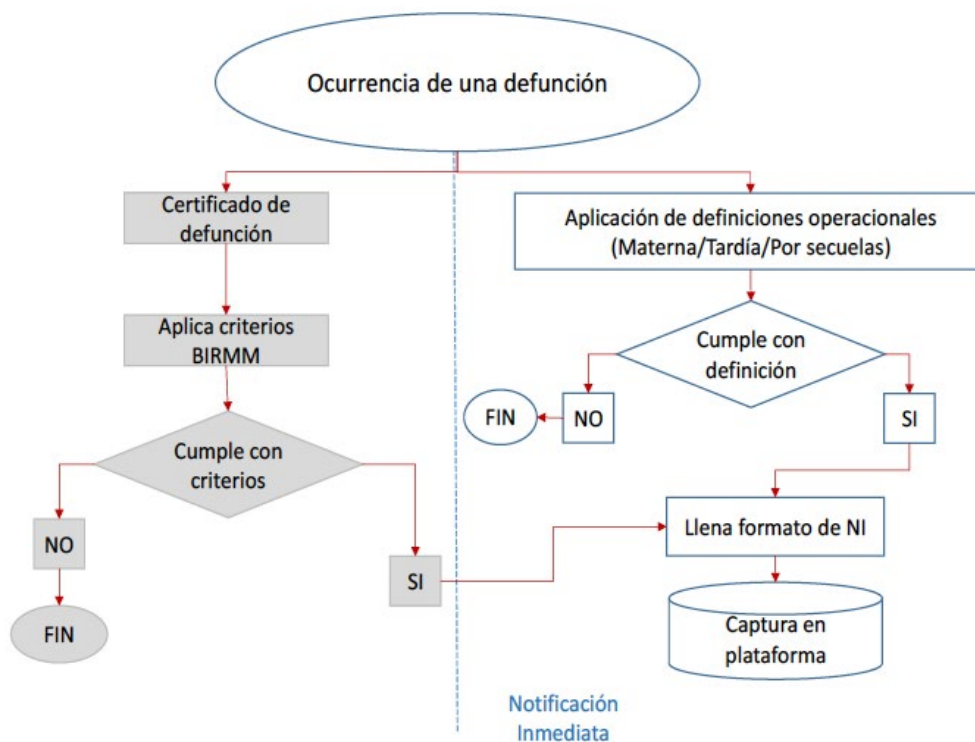 Ocurrencia de una defunción
Certificado de
defunción
Aplicación de definiciones operacionales
(Materna/Tardía/Por secuelas)
Aplica criterios
BIRMM
Cumple con
definición
FIN
NO
SI
Cumple con
criterios
NO
SI
FIN
Llena formato de NI
Captura en
plataforma
Notificación
Inmediata